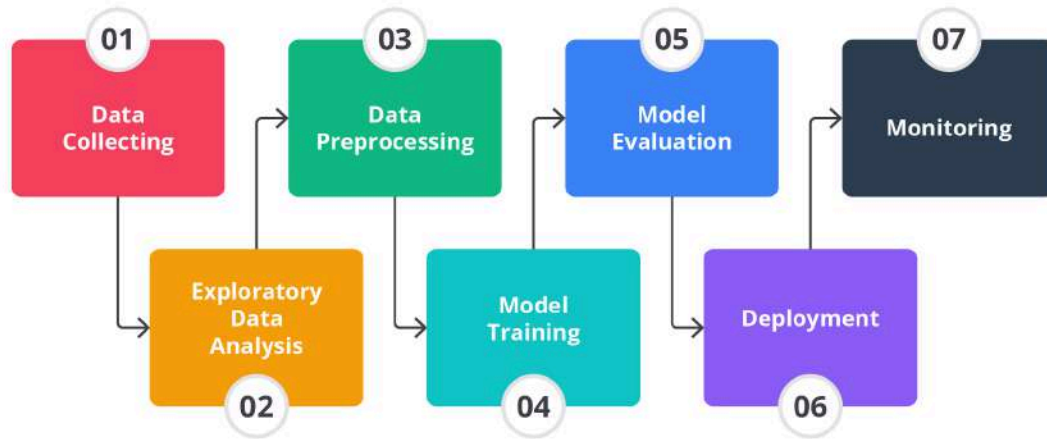 01
Data
Collecting
02
Exploratory
Data
Analysis
03
Data
Preprocessing
04
Model
Training
05
Model
Evaluation
06
Deployment
07
Monitoring